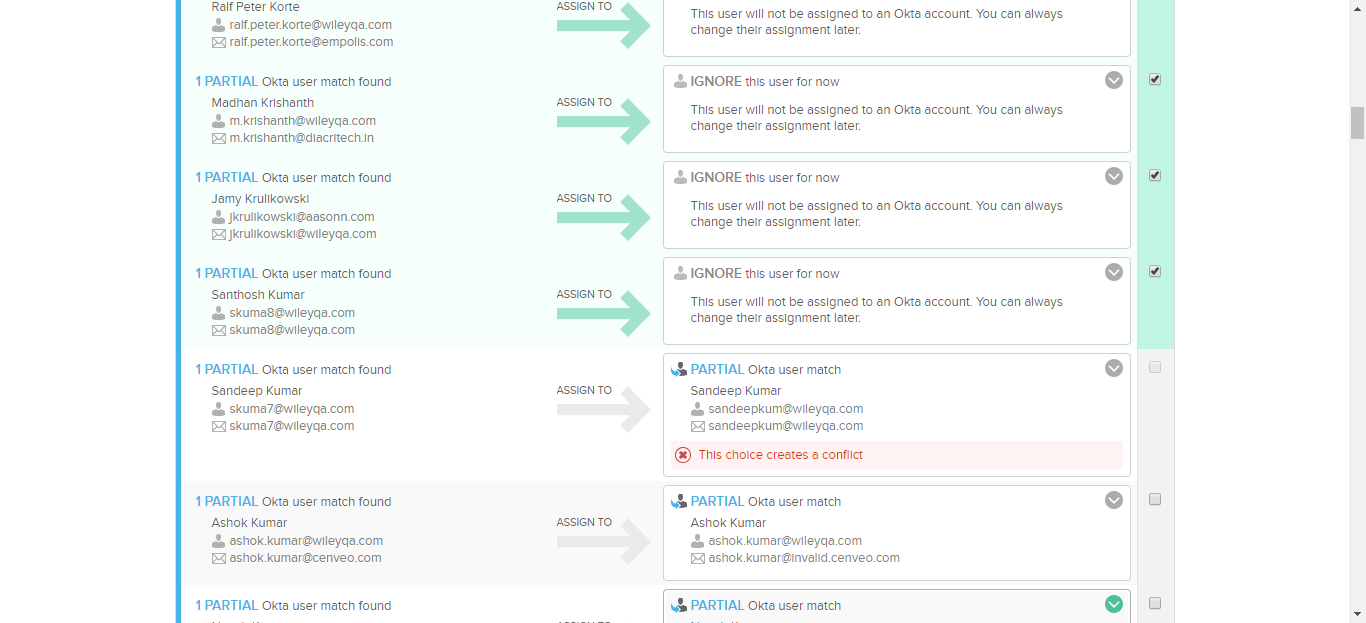 Ralf Peter Korte
ralf.peter.korte@wileyqa.com
ralf.peter.korte@empolis.com
ASSIGN TO
This user will not be assigned to an Okta account. You can always
change their assignment later.
1 PARTIAL Okta user match found
Madhan Krishanth
m.krishanth@wileyqa.com
m.krishanth@diacritech.in
ASSIGN TO
IGNORE this user for now
This user will not be assigned to an Okta account. You can always
change their assignment later.
1 PARTIAL Okta user match found
Jamy Krulikowski
jkrulikowski@aasonn.com
jkrulikowski@wileyqa.com
ASSIGN TO
IGNORE this user for now
This user will not be assigned to an Okta account. You can always
change their assignment later.
1 PARTIAL Okta user match found
Santhosh Kumar
skuma8@wileyqa.com
skuma8@wileyqa.com
ASSIGN TO
IGNORE this user for now
This user will not be assigned to an Okta account. You can always
change their assignment later.
1 PARTIAL Okta user match found
Sandeep Kumar
skuma7@wileyqa.com
skuma7@wileyqa.com
ASSIGN TO
PARTIAL Okta user match
Sandeep Kumar
sandeepkum@wileyqa.com
sandeepkum@wileyqa.com
This choice creates a conflict
1 PARTIAL Okta user match found
Ashok Kumar
ashok.kumar@wileyqa.com
ashok.kumar@cenveo.com
ASSIGN TO
PARTIAL Okta user match
Ashok Kumar
ashok.kumar@wileyqa.com
ashok.kumar@invalid.cenveo.com
1 PARTIAL Okta user match found
PARTIAL Okta user match